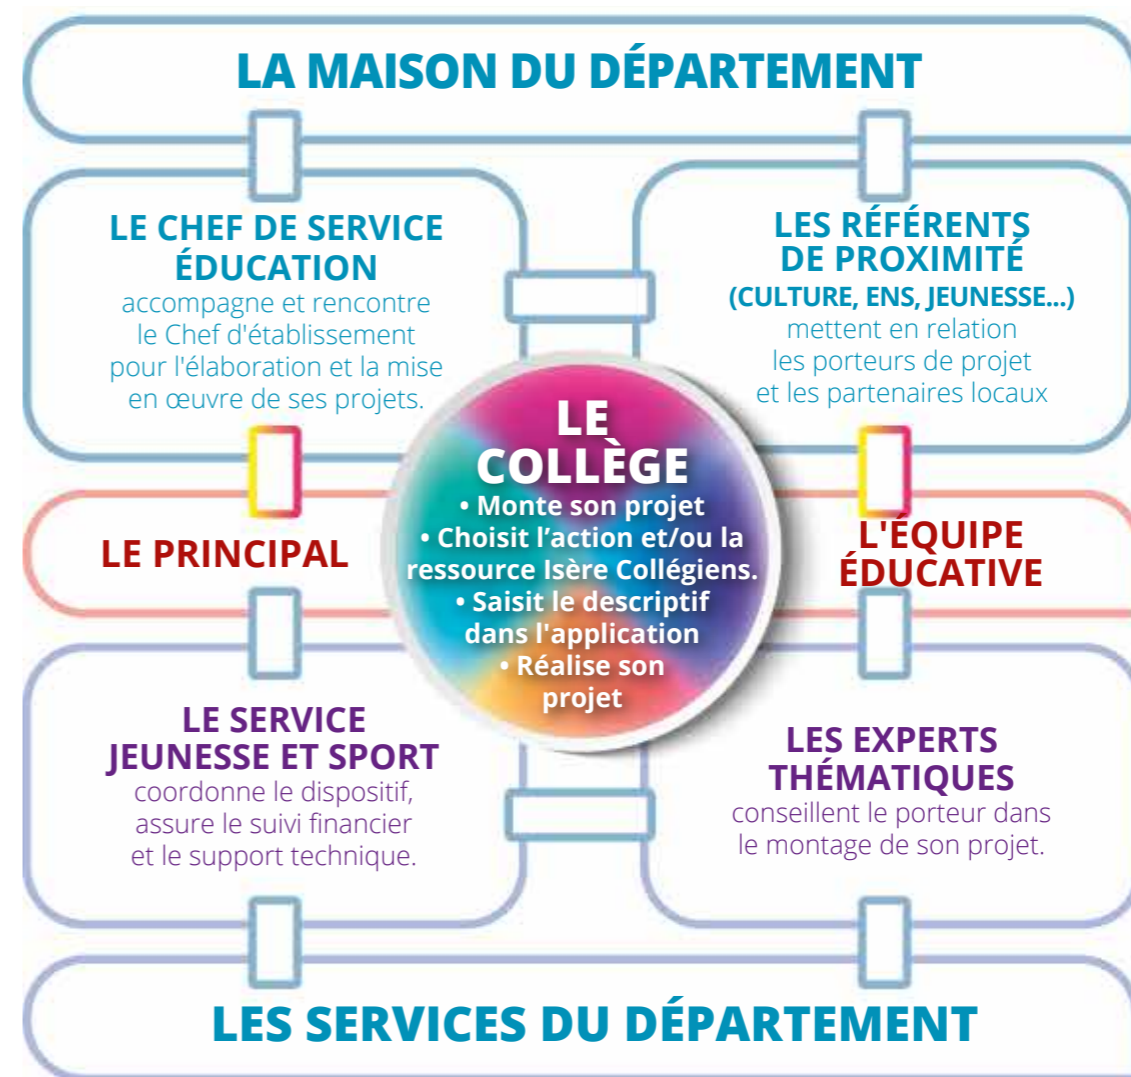 LA MAISON DU DÉPARTEMENT
LE CHEF DE SERVICE
ÉDUCATION
accompagne et rencontre
le Chef d'établissement
pour l'élaboration et la mise
en œuvre de ses projets.
LES RÉFÉRENTS
DE PROXIMITÉ
(CULTURE, ENS, JEUNESSE...)
mettent en relation
les porteurs de projet
et les partenaires locaux
LE
COLLÈGE
• Monte son projet
• Choisit l’action et/ou la
ressource Isère Collégiens.
• Saisit le descriptif
dans l'application
• Réalise son
projet
LE PRINCIPAL
L'ÉQUIPE
ÉDUCATIVE
LE SERVICE
JEUNESSE ET SPORT
coordonne le dispositif,
assure le suivi financier
et le support technique.
LES EXPERTS
THÉMATIQUES
conseillent le porteur dans
le montage de son projet.
LES SERVICES DU DÉPARTEMENT